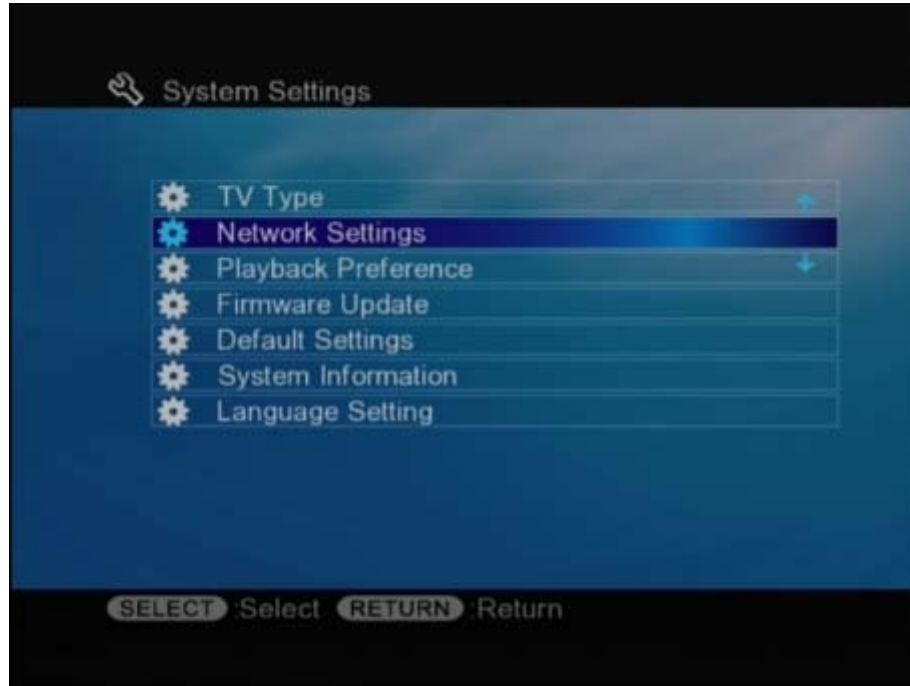 System Settings
TV Type
Network Settings
Playback Preference
Firmware Update
Default Settings
System Information
Language Setting
SELECT :Select RETURN :Return